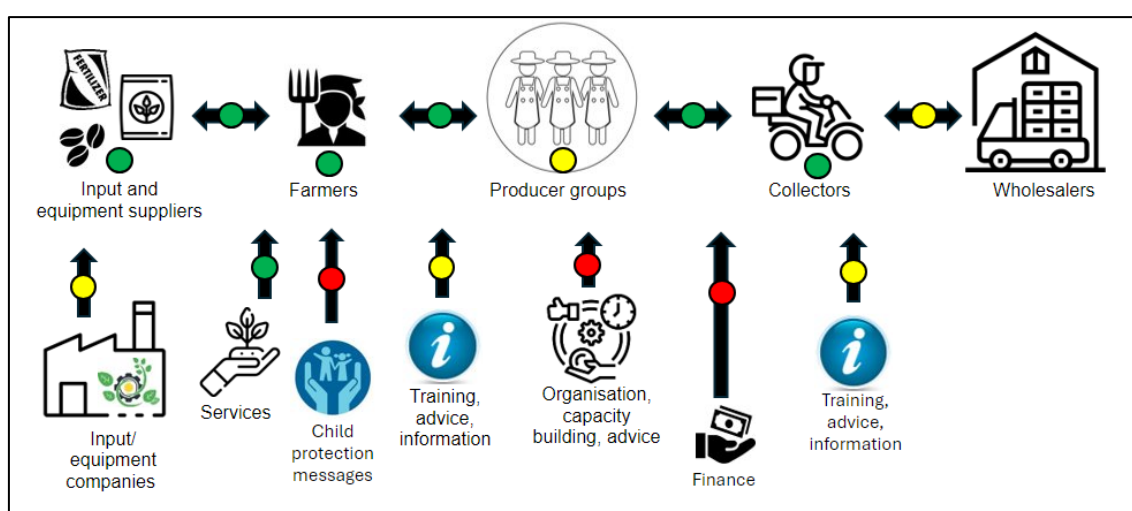 FERTILIZER
Input and
equipment suppliers
Farmers
Producer groups
Collectors
Wholesalers
Input/
equipment
companies
Services
Child
protection
messages
i
Training,
advice,
information
Organisation,
capacity
building, advice
Finance
i
Training,
advice,
information